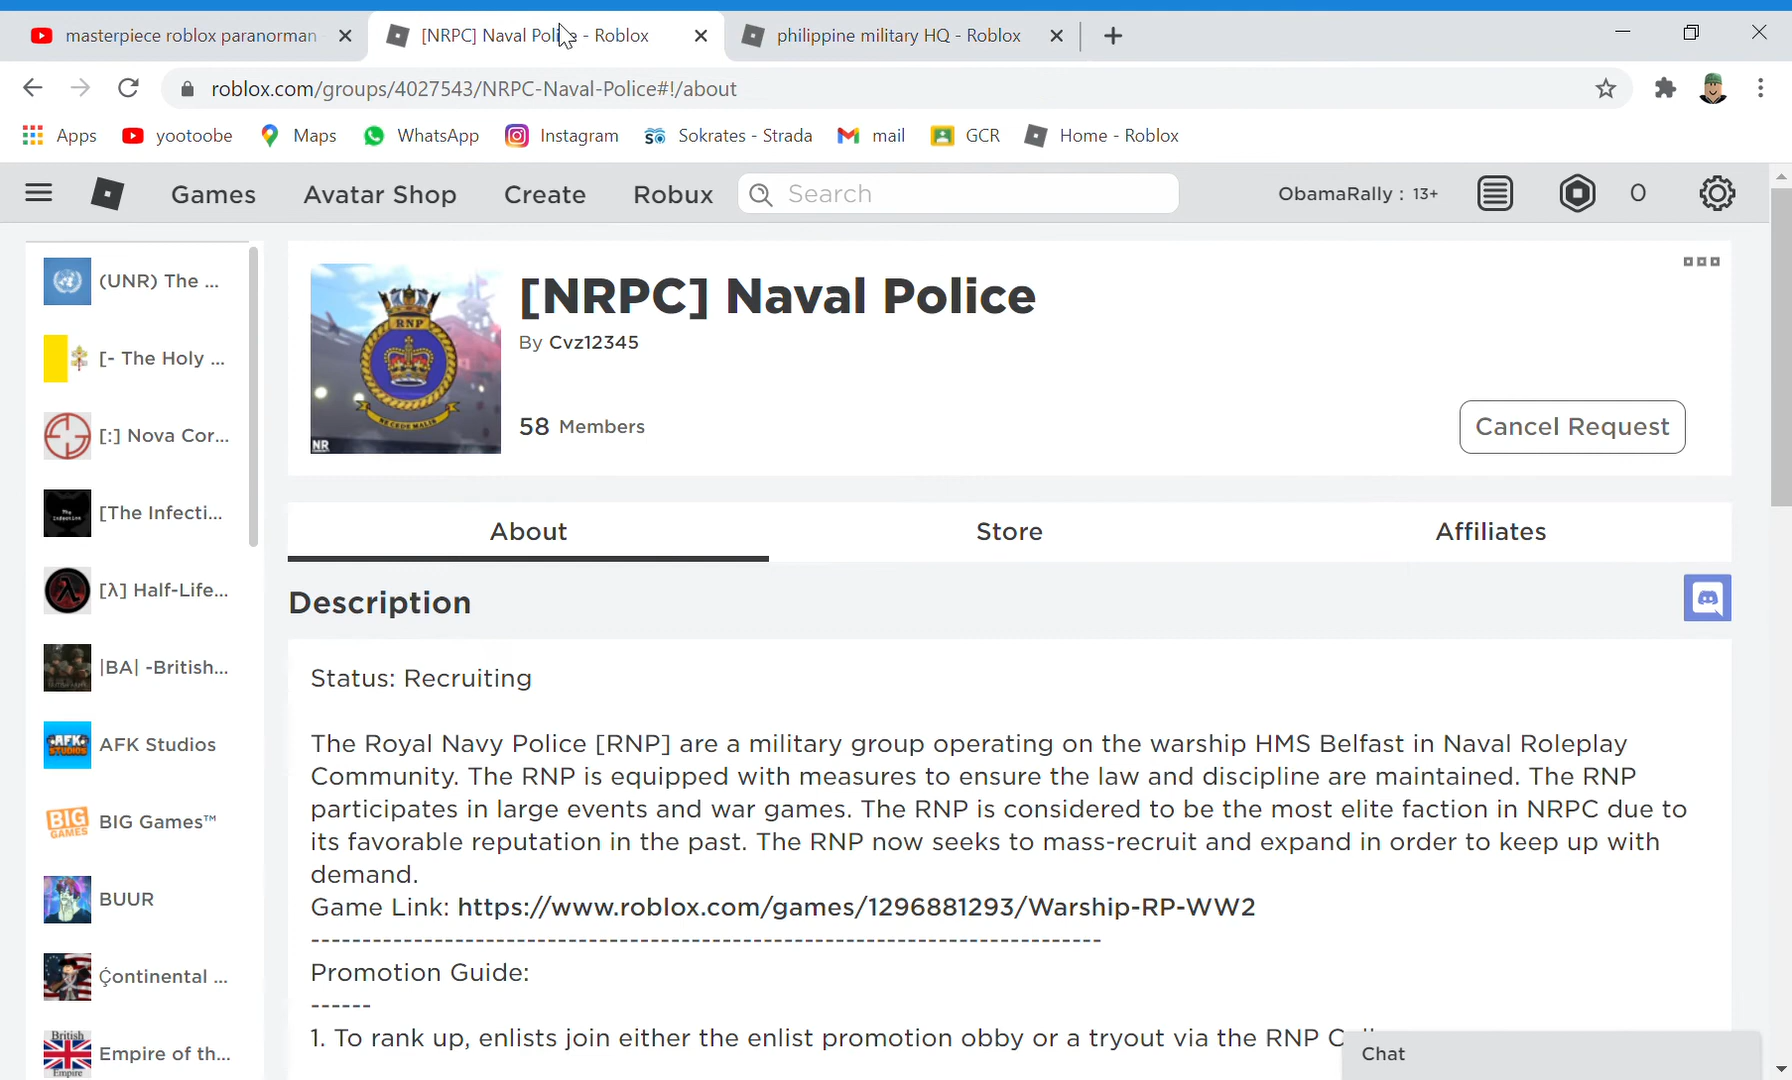 masterpiece roblox paranorman
[NRPC] Naval Police - Roblox
philippine military HQ - Roblox
roblox.com/groups/4027543/NRPC-Naval-Police#!/about
Apps
yootoobe
Maps
WhatsApp
Instagram
Sokrates - Strada
mail
GCR
Home - Roblox
Games
Avatar Shop
Create
Robux
Search
ObamaRally : 13+
0
(UNR) The ...
[- The Holy ...
[:] Nova Cor...
[The Infecti...
[λ] Half-Life...
|BA| -British...
AFK Studios
BIG Games™
BUUR
Ḉontinental ...
Empire of th...
RNP
NR
[NRPC] Naval Police
By Cvz12345
58 Members
Cancel Request
About
Store
Affiliates
Description
Status: Recruiting
The Royal Navy Police [RNP] are a military group operating on the warship HMS Belfast in Naval Roleplay
Community. The RNP is equipped with measures to ensure the law and discipline are maintained. The RNP
participates in large events and war games. The RNP is considered to be the most elite faction in NRPC due to
its favorable reputation in the past. The RNP now seeks to mass-recruit and expand in order to keep up with
demand.
Game Link: https://www.roblox.com/games/1296881293/Warship-RP-WW2
------------------------------------------------------------------------------
Promotion Guide:
------
1. To rank up, enlists join either the enlist promotion obby or a tryout via the RNP
Chat